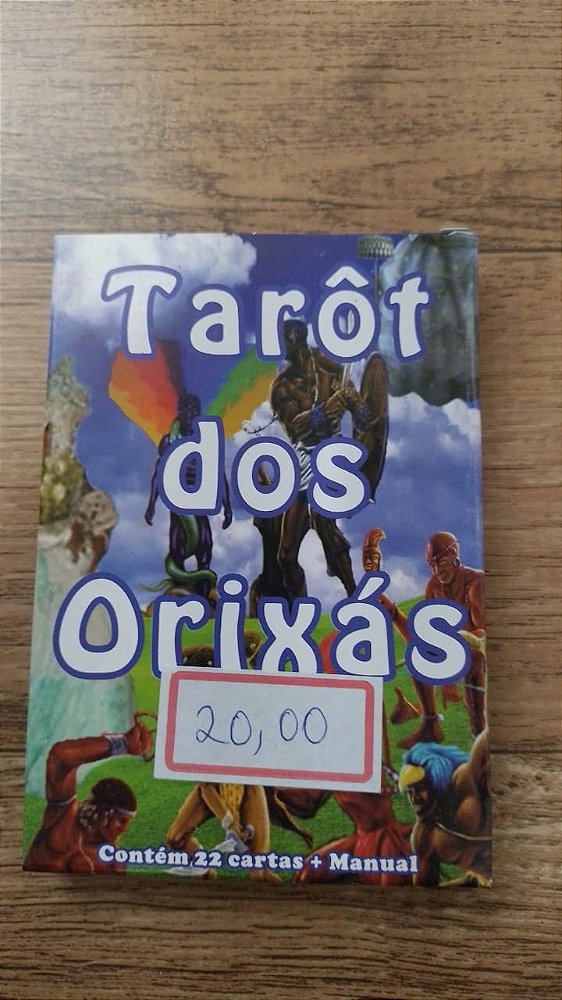 Tarôt
dos
Orixás
20,00
Contém 22 cartas + Manual